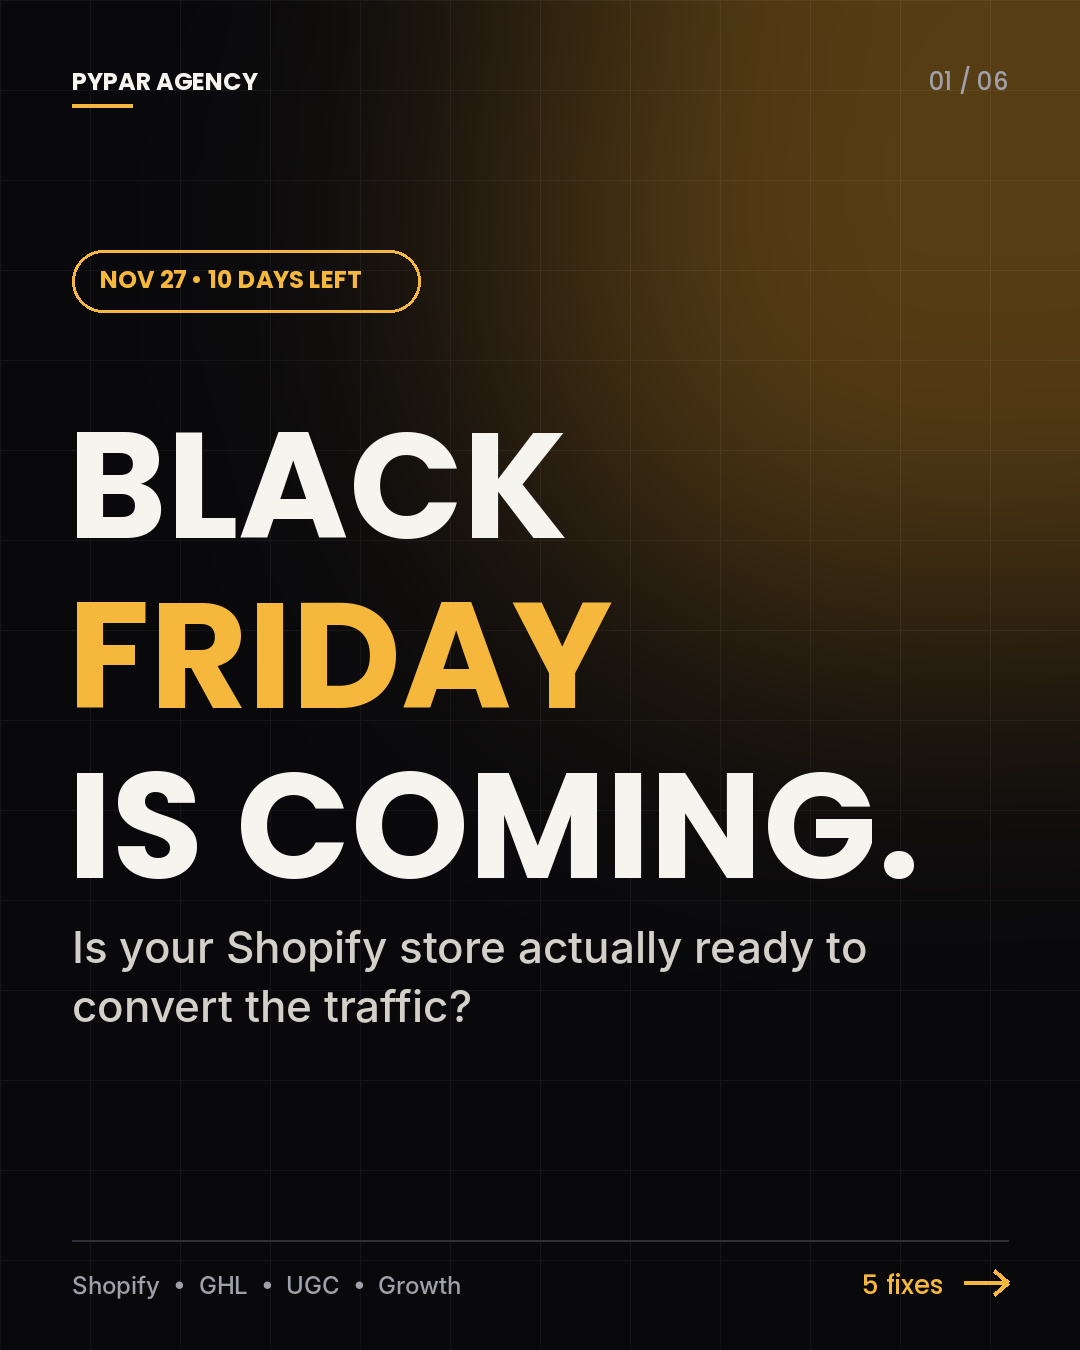 PYPAR AGENCY
01 / 06
NOV 27 • 10 DAYS LEFT
BLACK
FRIDAY
IS COMING.
Is your Shopify store actually ready to
convert the traffic?
Shopify • GHL • UGC • Growth
5 fixes →